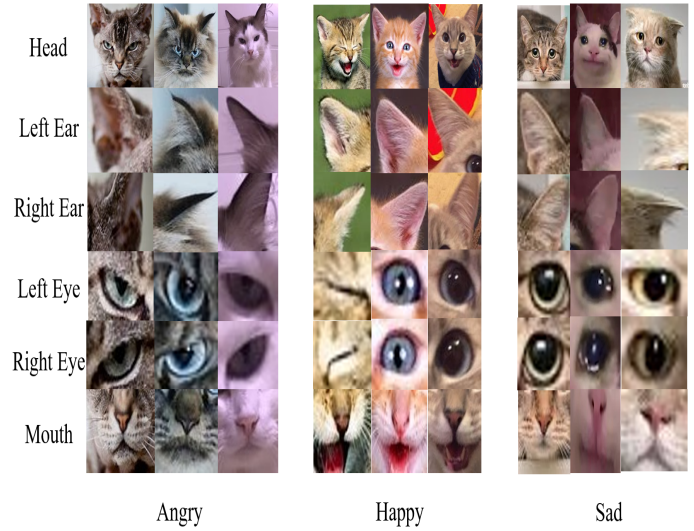 Head
Left Ear
Right Ear
Left Eye
Right Eye
Mouth
Angry Happy Sad